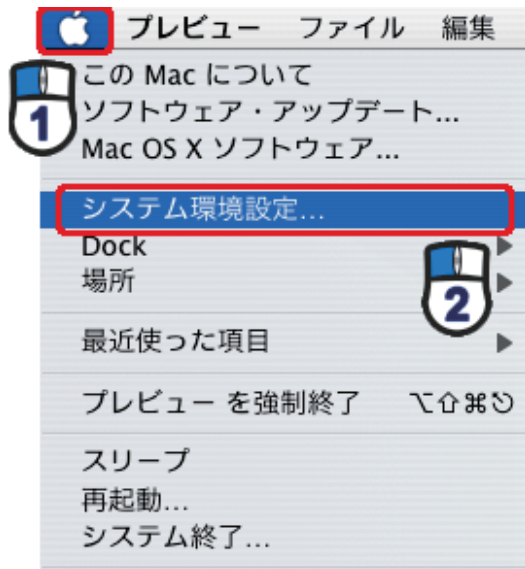 プレビュー ファイル 編集
この Mac について
1
ソフトウェア・アップデート...
Mac OS X ソフトウェア...
システム環境設定...
Dock
場所
2
最近使った項目
プレビュー を強制終了 ⌥⇧⌘⎋
スリープ
再起動...
システム終了...